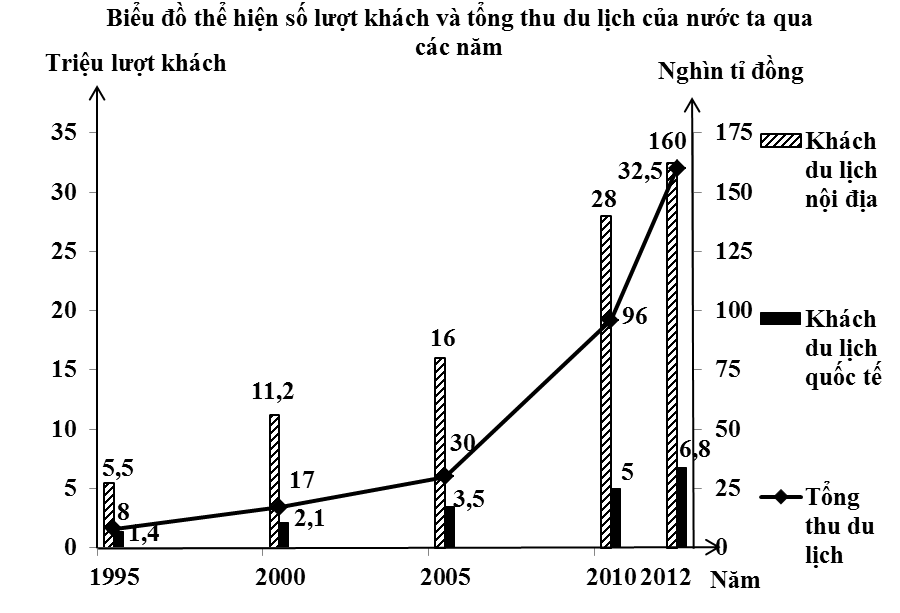 Biểu đồ thể hiện số lượt khách và tổng thu du lịch của nước ta qua
các năm
Triệu lượt khách
Nghìn tỉ đồng
35
30
25
20
15
10
5
0
5,5
8
1,4
11,2
17
2,1
16
30
3,5
28
96
5
160
32,5
6,8
175
150
125
100
75
50
25
0
1995
2000
2005
2010
2012
Năm
Khách
du lịch
nội địa
Khách
du lịch
quốc tế
Tổng
thu du
lịch